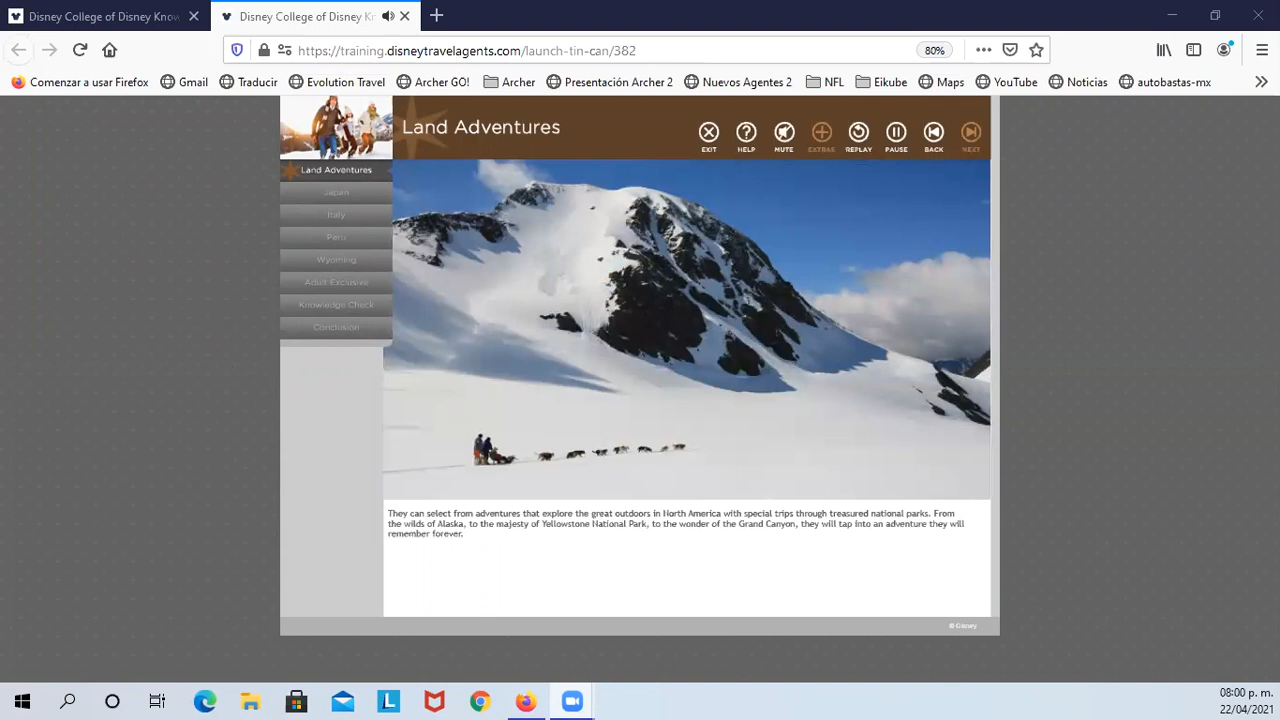 Disney College of Disney Know
Disney College of Disney Kn
https://training.disneytravelagents.com/launch-tin-can/382
80%
Comenzar a usar Firefox
Gmail
Traducir
Evolution Travel
Archer GO!
Archer
Presentación Archer 2
Nuevos Agentes 2
NFL
Eikube
Maps
YouTube
Noticias
autobastas-mx
Land Adventures
EXIT
HELP
MUTE
EXTRAS
REPLAY
PAUSE
BACK
NEXT
Land Adventures
Japan
Italy
Peru
Wyoming
Adult Exclusive
Knowledge Check
Conclusion
They can select from adventures that explore the great outdoors in North America with special trips through treasured national parks. From
the wilds of Alaska, to the majesty of Yellowstone National Park, to the wonder of the Grand Canyon, they will tap into an adventure they will
remember forever.
© Disney
08:00 p. m.
22/04/2021